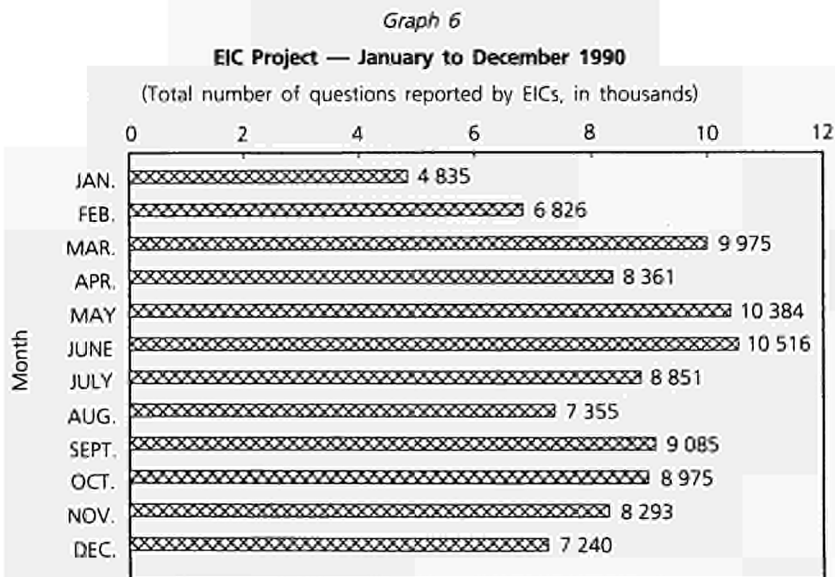 Graph 6
EIC Project — January to December 1990
(Total number of questions reported by EICs, in thousands)
0 2 4 6 8 10 12
JAN. 4 835
FEB. 6 826
MAR. 9 975
APR. 8 361
MAY 10 384
JUNE 10 516
JULY 8 851
AUG. 7 355
SEPT. 9 085
OCT. 8 975
NOV. 8 293
DEC. 7 240
Month